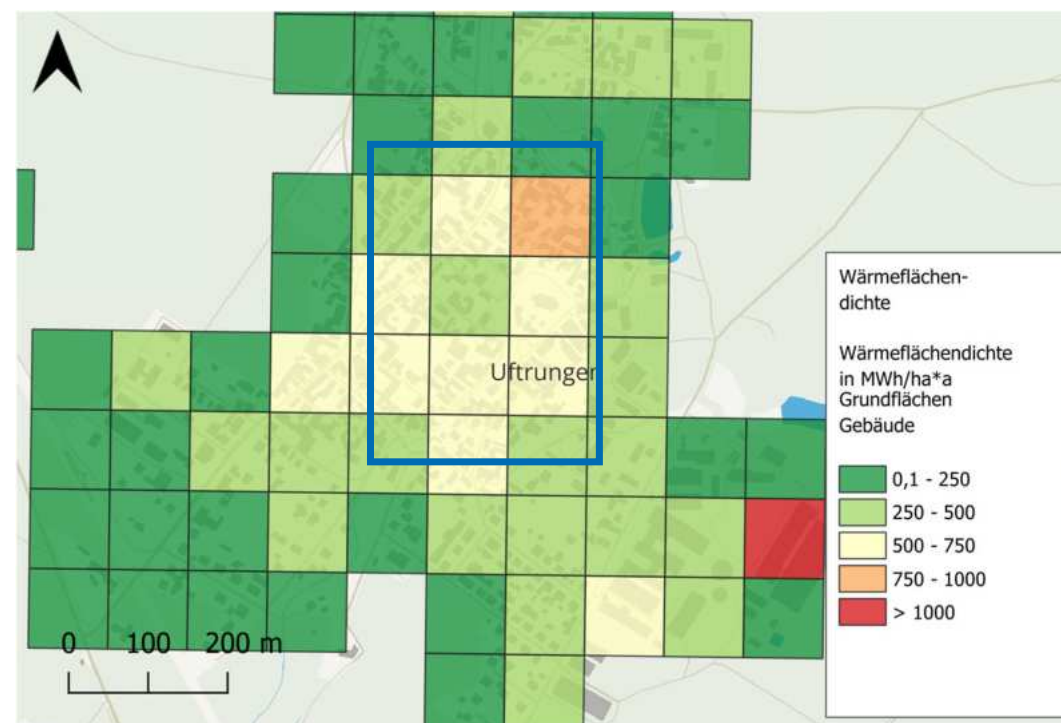 Wärmeflächen-
dichte
Wärmeflächendichte
in MWh/ha*a
Grundflächen
Gebäude
Uftrungen
0,1 - 250
250 - 500
500 - 750
750 - 1000
> 1000
0 100 200 m